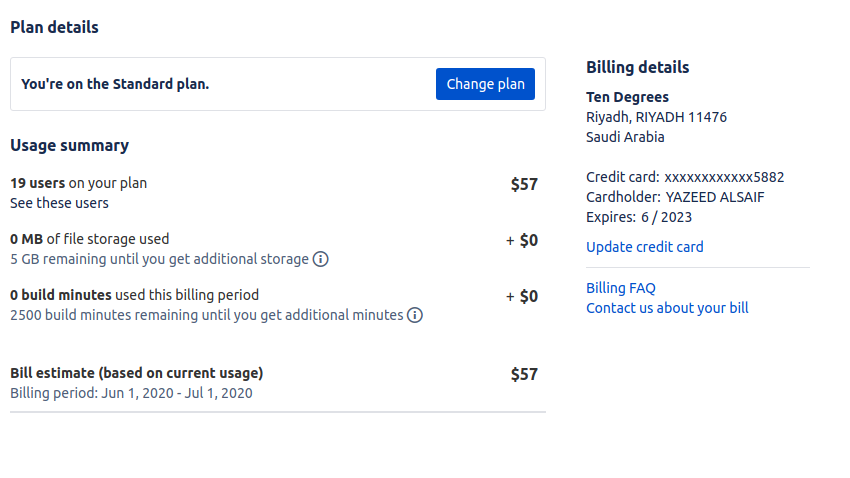 Plan details
You're on the Standard plan.
Change plan
Usage summary
19 users on your plan
$57
See these users
0 MB of file storage used
+ $0
5 GB remaining until you get additional storage
0 build minutes used this billing period
+ $0
2500 build minutes remaining until you get additional minutes
Bill estimate (based on current usage)
$57
Billing period: Jun 1, 2020 - Jul 1, 2020
Billing details
Ten Degrees
Riyadh, RIYADH 11476
Saudi Arabia
Credit card: xxxxxxxxxxxx5882
Cardholder: YAZEED ALSAIF
Expires: 6 / 2023
Update credit card
Billing FAQ
Contact us about your bill